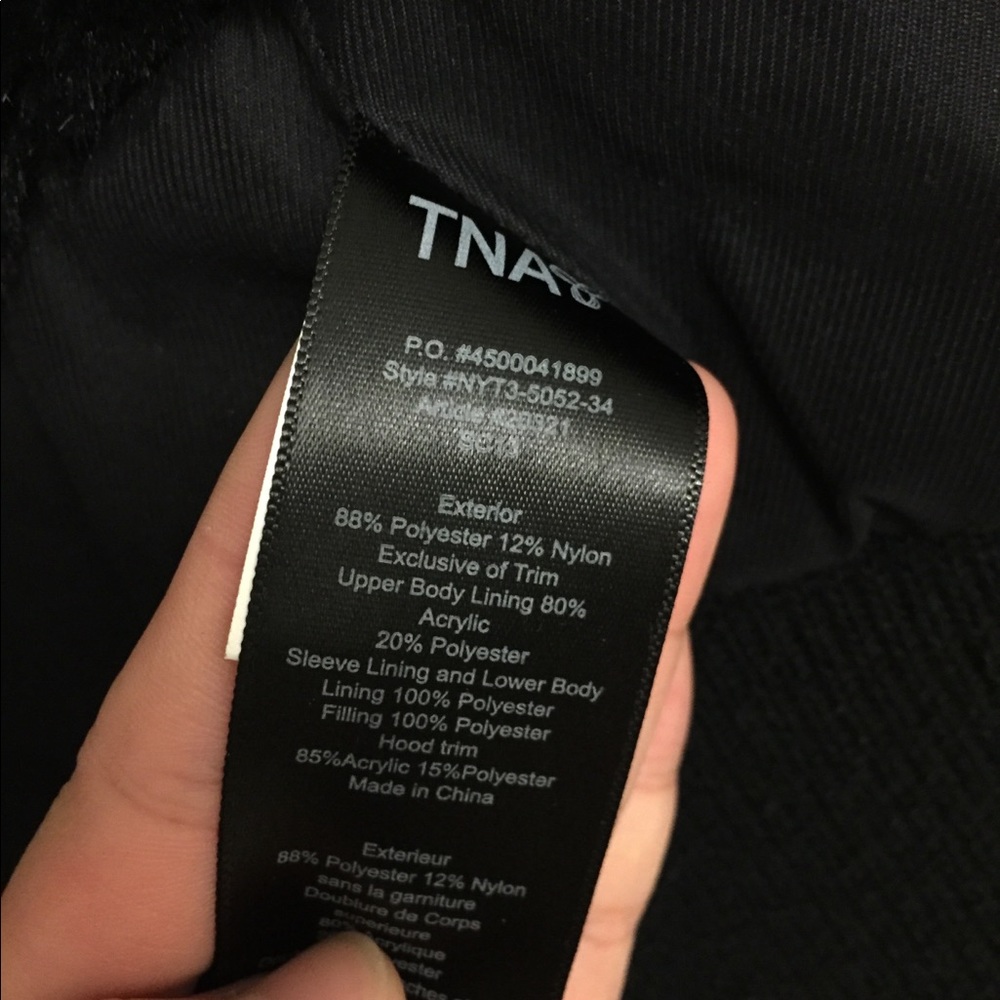 TNA
P.O. #4500041899
Style #NYT3-5052-34
Article
Exterior
88% Polyester 12% Nylon
Exclusive of Trim
Upper Body Lining 80%
Acrylic
20% Polyester
Sleeve Lining and Lower Body
Lining 100% Polyester
Filling 100% Polyester
Hood trim
85%Acrylic 15%Polyester
Made in China
Exterieur
88% Polyester 12% Nylon
sans la garniture
Doublure de Corps
superieure